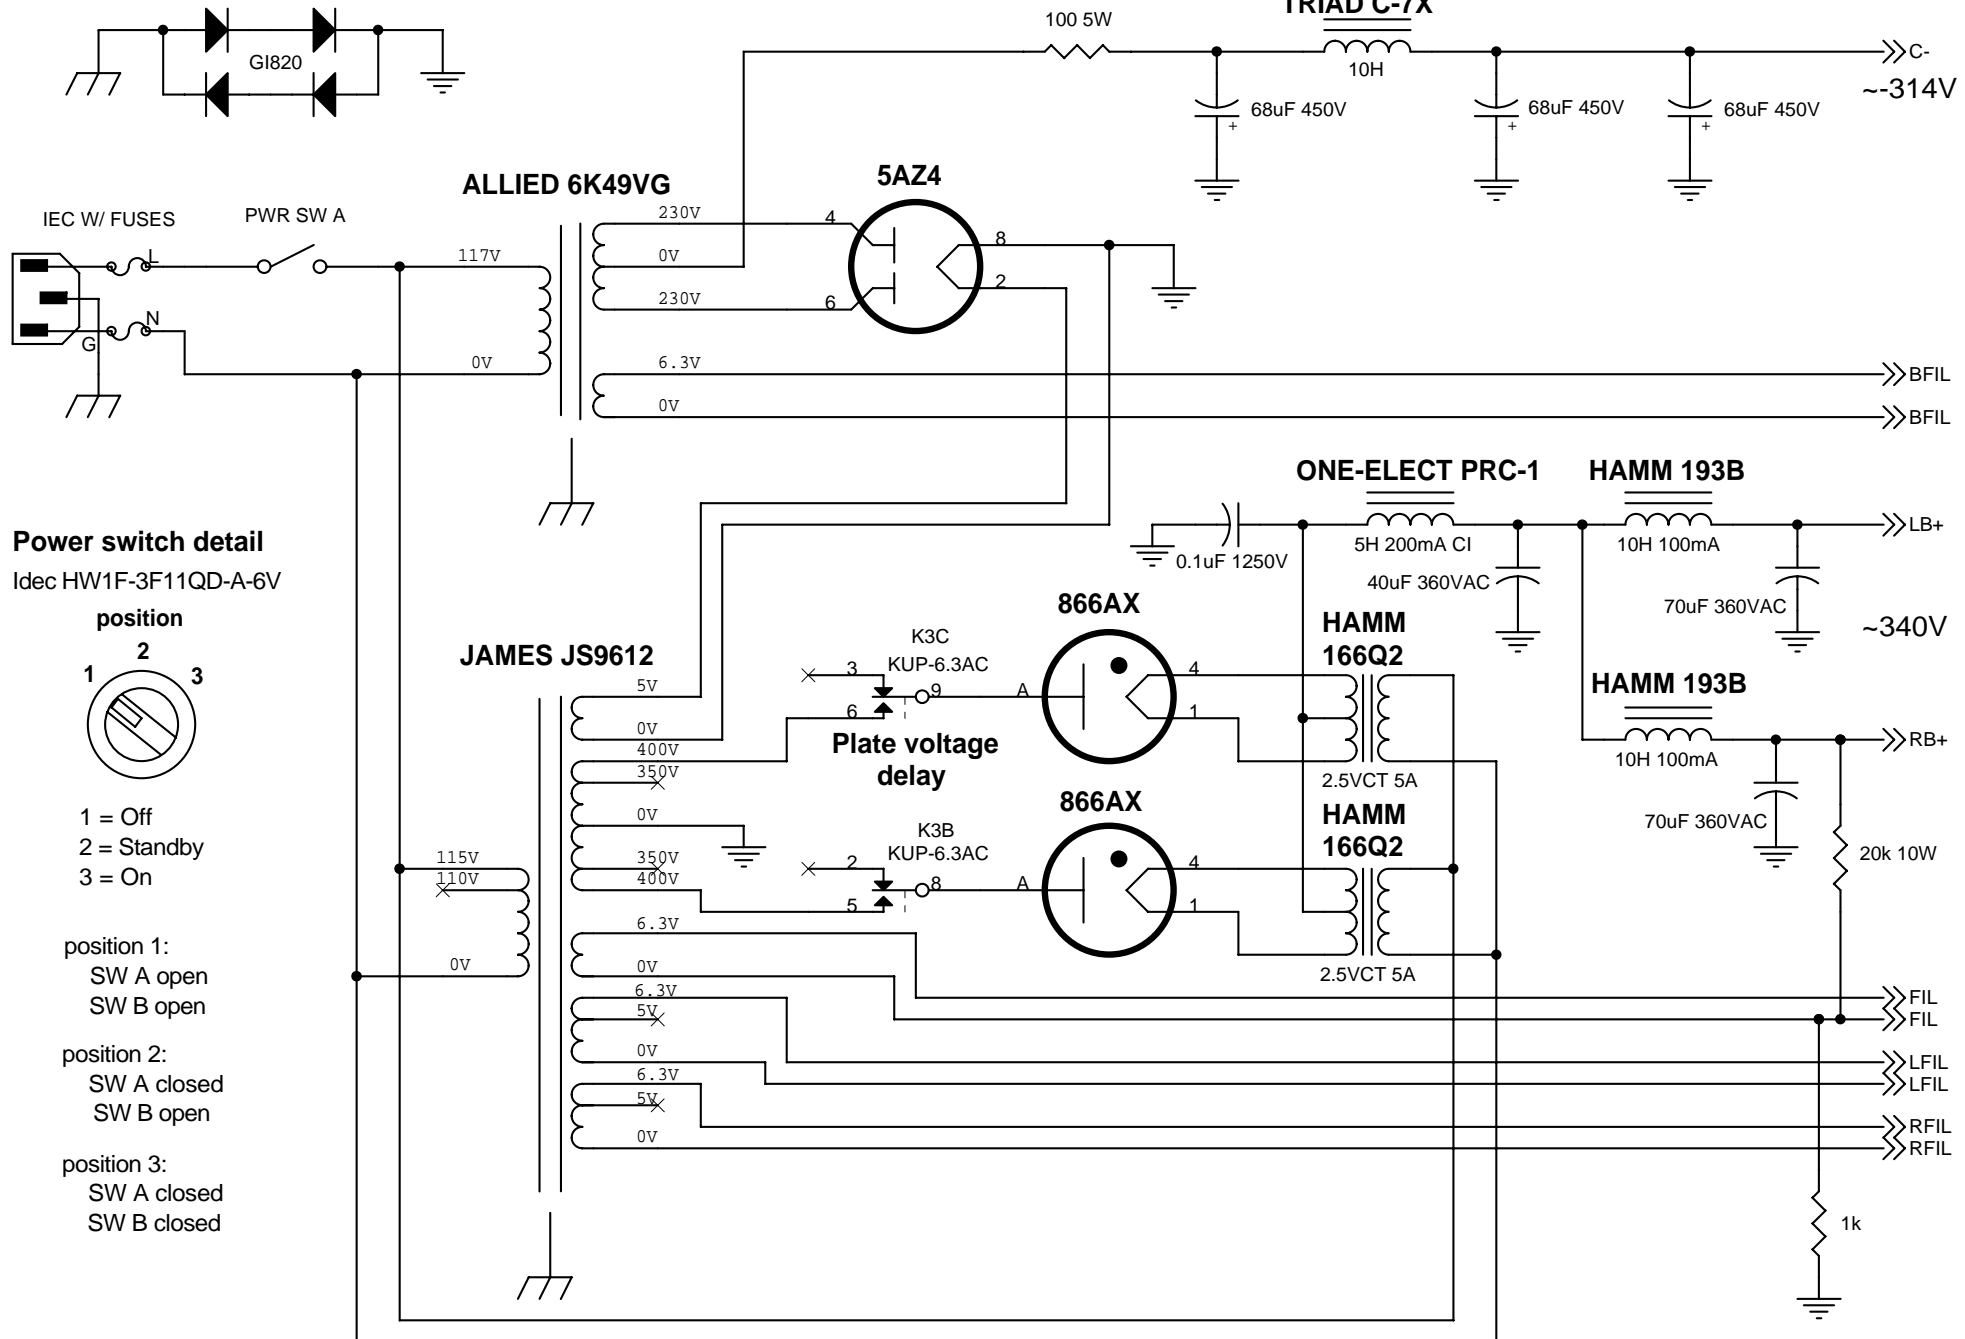 TRIAD C-7X
100 5W
GI820
10H
C-
~-314V
68uF 450V
+
68uF 450V
+
68uF 450V
+
ALLIED 6K49VG
5AZ4
IEC W/ FUSES
PWR SW A
L
N
G
117V
0V
230V
0V
230V
4
6
8
2
6.3V
0V
BFIL
BFIL
ONE-ELECT PRC-1
HAMM 193B
5H 200mA CI
10H 100mA
LB+
0.1uF 1250V
40uF 360VAC
70uF 360VAC
~340V
Power switch detail
Idec HW1F-3F11QD-A-6V
position
1
2
3
1 = Off
2 = Standby
3 = On
position 1:
SW A open
SW B open
position 2:
SW A closed
SW B open
position 3:
SW A closed
SW B closed
JAMES JS9612
115V
110V
0V
5V
0V
400V
350V
0V
350V
400V
6.3V
0V
6.3V
5V
0V
6.3V
5V
0V
K3C
KUP-6.3AC
3
9
6
Plate voltage
delay
866AX
A
4
1
HAMM
166Q2
2.5VCT 5A
K3B
KUP-6.3AC
2
8
5
866AX
A
4
1
HAMM
166Q2
2.5VCT 5A
HAMM 193B
10H 100mA
RB+
70uF 360VAC
20k 10W
FIL
FIL
LFIL
LFIL
RFIL
RFIL
1k